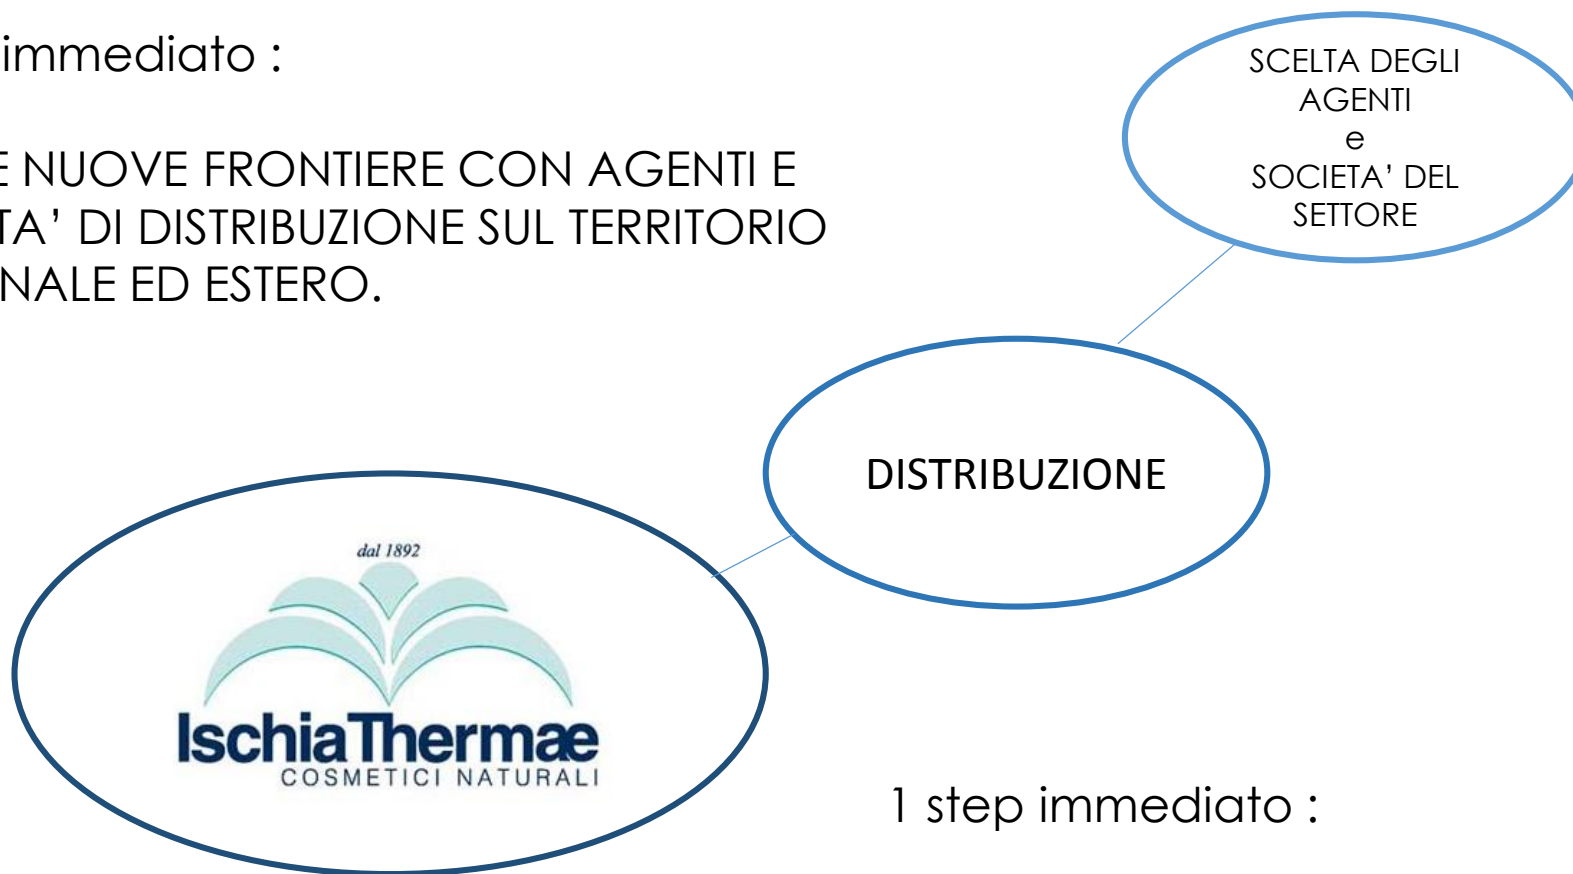 immediato :
E NUOVE FRONTIERE CON AGENTI E
TA’ DI DISTRIBUZIONE SUL TERRITORIO
NALE ED ESTERO.
SCELTA DEGLI
AGENTI
e
SOCIETA’ DEL
SETTORE
DISTRIBUZIONE
dal 1892
IschiaThermæ
COSMETICI NATURALI
1 step immediato :